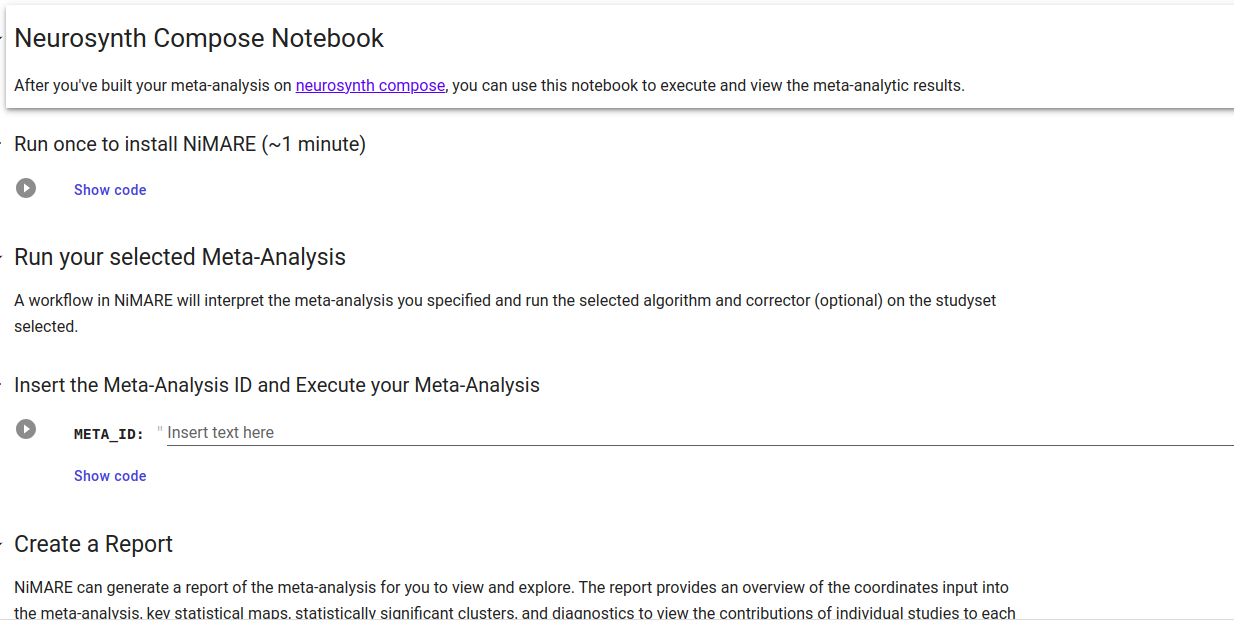 Neurosynth Compose Notebook
After you've built your meta-analysis on neurosynth compose, you can use this notebook to execute and view the meta-analytic results.
Run once to install NiMARE (~1 minute)
Show code
Run your selected Meta-Analysis
A workflow in NiMARE will interpret the meta-analysis you specified and run the selected algorithm and corrector (optional) on the studyset
selected.
Insert the Meta-Analysis ID and Execute your Meta-Analysis
META_ID: " Insert text here
Show code
Create a Report
NiMARE can generate a report of the meta-analysis for you to view and explore. The report provides an overview of the coordinates input into
the meta-analysis, key statistical maps, statistically significant clusters, and diagnostics to view the contributions of individual studies to each